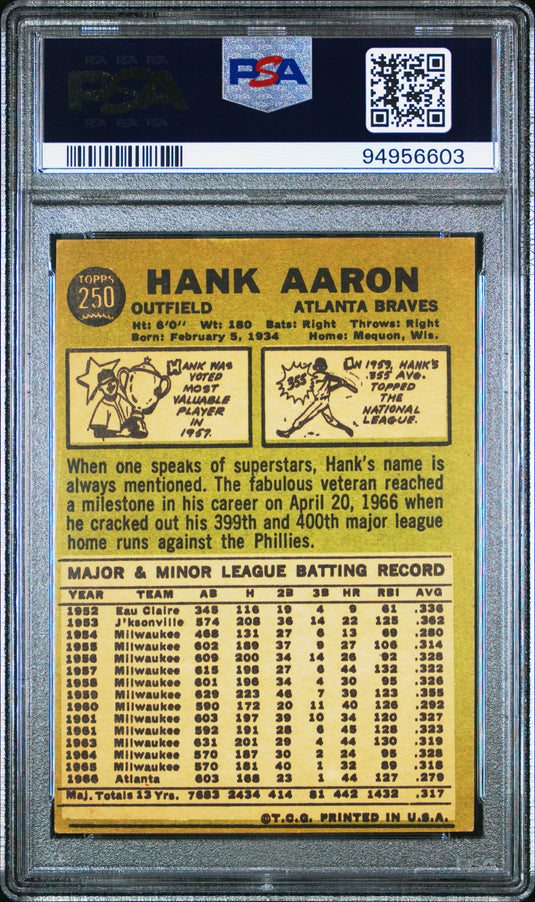 PSA PSA PSA
PSA
PSA PSA PSA
PSA
94956603
TOPPS
250
HANK AARON
OUTFIELD ATLANTA BRAVES
Ht: 6'0" Wt: 180 Bats: Right Throws: Right
Born: February 5, 1934 Home: Mequon, Wis.
HANK WAS
VOTED
MOST
VALUABLE
PLAYER
IN
1957.
.355
IN 1959, HANK'S
.355 AVG.
TOPPED
THE
NATIONAL
LEAGUE.
When one speaks of superstars, Hank's name is
always mentioned. The fabulous veteran reached
a milestone in his career on April 20, 1966 when
he cracked out his 399th and 400th major league
home runs against the Phillies.
MAJOR & MINOR LEAGUE BATTING RECORD
YEAR TEAM AB H 2B 3B HR RBI AVG
1952 Eau Claire 345 116 19 4 9 61 .336
1953 J'ksonville 574 208 36 14 22 125 .362
1954 Milwaukee 468 131 27 6 13 69 .280
1955 Milwaukee 602 189 37 9 27 106 .314
1956 Milwaukee 609 200 34 14 26 92 .328
1957 Milwaukee 615 198 27 6 44 132 .322
1958 Milwaukee 601 196 34 4 30 95 .326
1959 Milwaukee 629 223 46 7 39 123 .355
1960 Milwaukee 590 172 20 11 40 126 .292
1961 Milwaukee 603 197 39 10 34 120 .327
1961 Milwaukee 592 191 28 6 45 128 .323
1963 Milwaukee 631 201 29 4 44 130 .319
1964 Milwaukee 570 187 30 2 24 95 .328
1965 Milwaukee 570 181 40 1 32 89 .318
1966 Atlanta 603 168 23 1 44 127 .279
Maj. Totals 13 Yrs. 7683 2434 414 81 442 1432 .317
©T.C.G. PRINTED IN U.S.A.
PSA